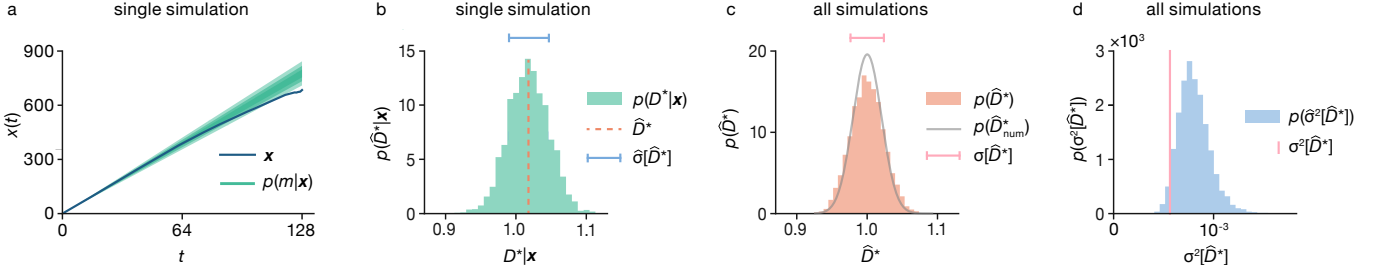 a
single simulation
900
600
300
0
x(t)
0
64
128
t
x
p(m|x)
b
single simulation
15
10
5
0
p(D̂*|x)
0.9
1.0
1.1
D*|x
p(D*|x)
D̂*
σ̂[D̂*]
c
all simulations
20
10
0
p(D̂*)
0.9
1.0
1.1
D̂*
p(D̂*)
p(D̂*num)
σ[D̂*]
d
all simulations
×10³
3
2
1
0
p(σ²[D̂*])
0
10⁻³
σ²[D̂*]
p(σ̂²[D̂*])
σ²[D̂*]